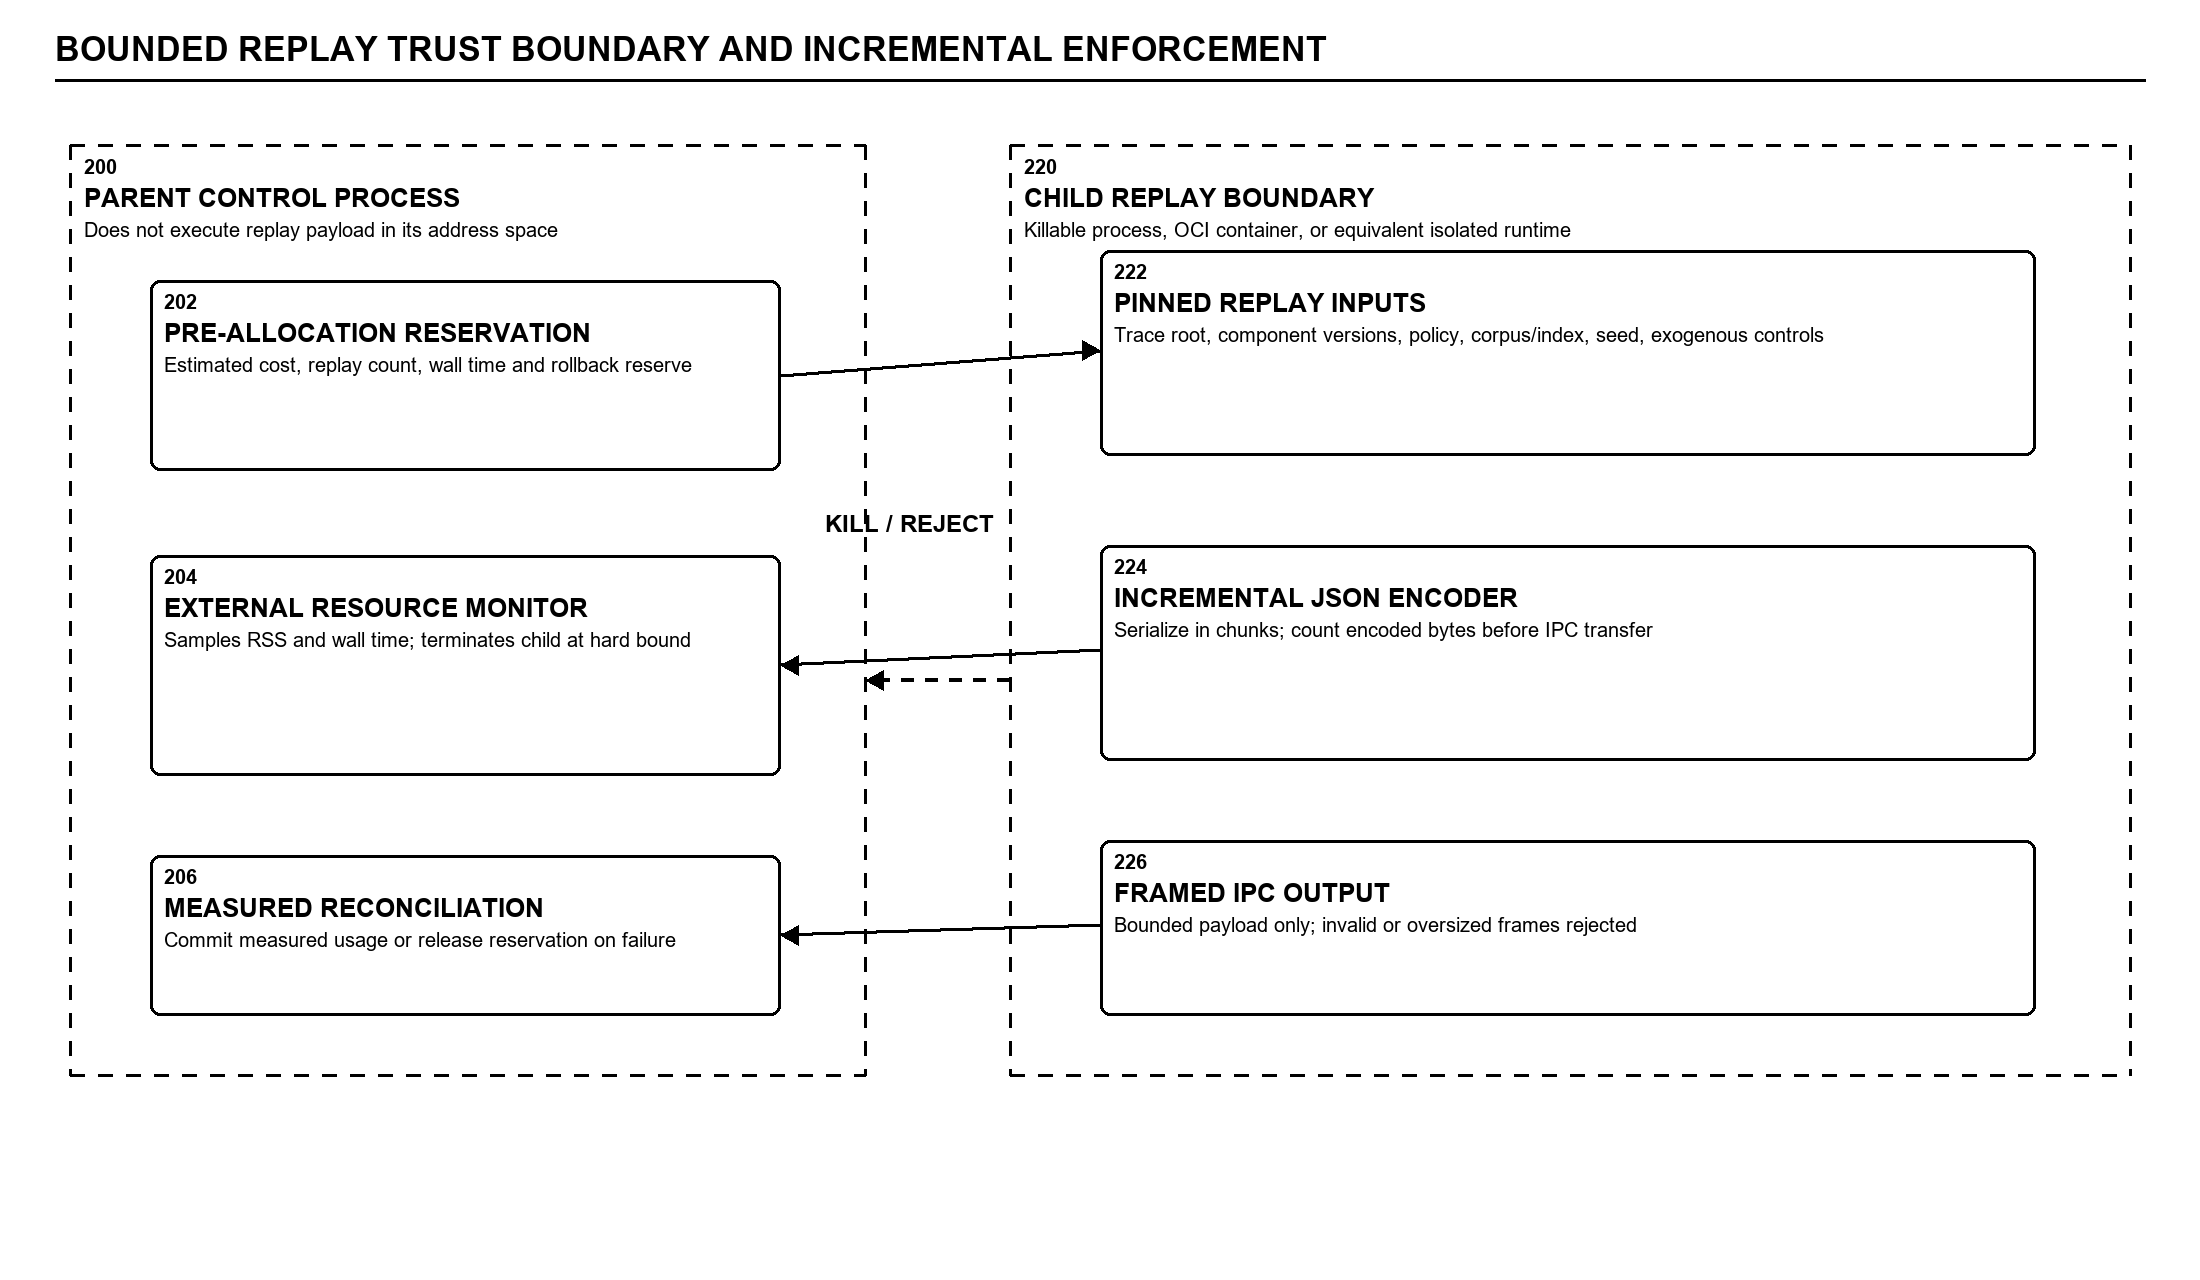 BOUNDED REPLAY TRUST BOUNDARY AND INCREMENTAL ENFORCEMENT
200
PARENT CONTROL PROCESS
Does not execute replay payload in its address space
202
PRE-ALLOCATION RESERVATION
Estimated cost, replay count, wall time and rollback reserve
204
EXTERNAL RESOURCE MONITOR
Samples RSS and wall time; terminates child at hard bound
206
MEASURED RECONCILIATION
Commit measured usage or release reservation on failure
KILL / REJECT
220
CHILD REPLAY BOUNDARY
Killable process, OCI container, or equivalent isolated runtime
222
PINNED REPLAY INPUTS
Trace root, component versions, policy, corpus/index, seed, exogenous controls
224
INCREMENTAL JSON ENCODER
Serialize in chunks; count encoded bytes before IPC transfer
226
FRAMED IPC OUTPUT
Bounded payload only; invalid or oversized frames rejected